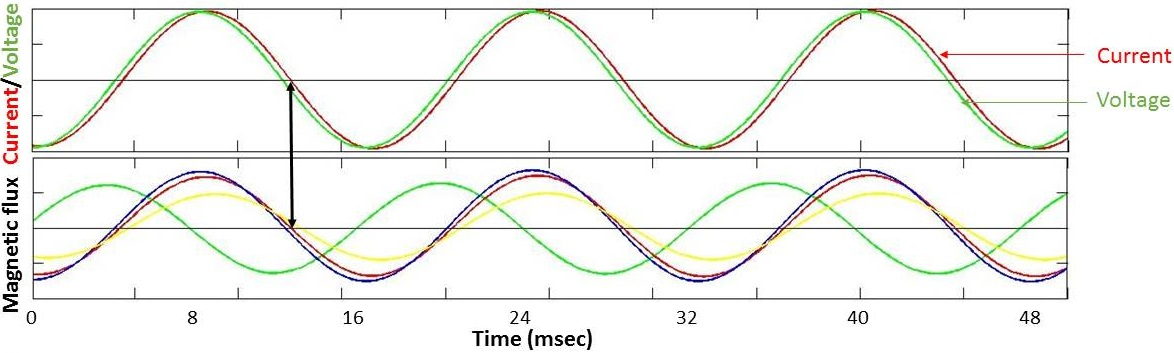 Current/Voltage
Current
Voltage
Magnetic flux
0 8 16 24 32 40 48
Time (msec)